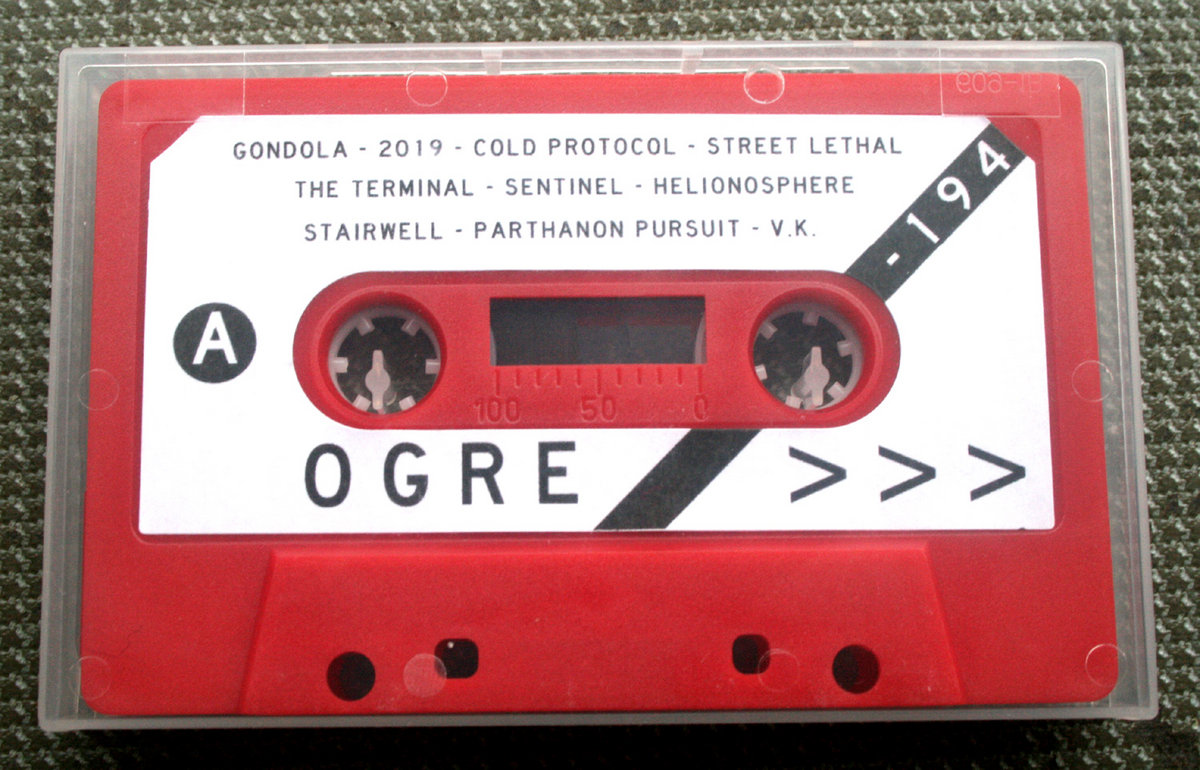 GONDOLA - 2019 - COLD PROTOCOL - STREET LETHAL
THE TERMINAL - SENTINEL - HELIONOSPHERE
STAIRWELL - PARTHANON PURSUIT - V.K.
- 194
A
100 50 0
OGRE >>>